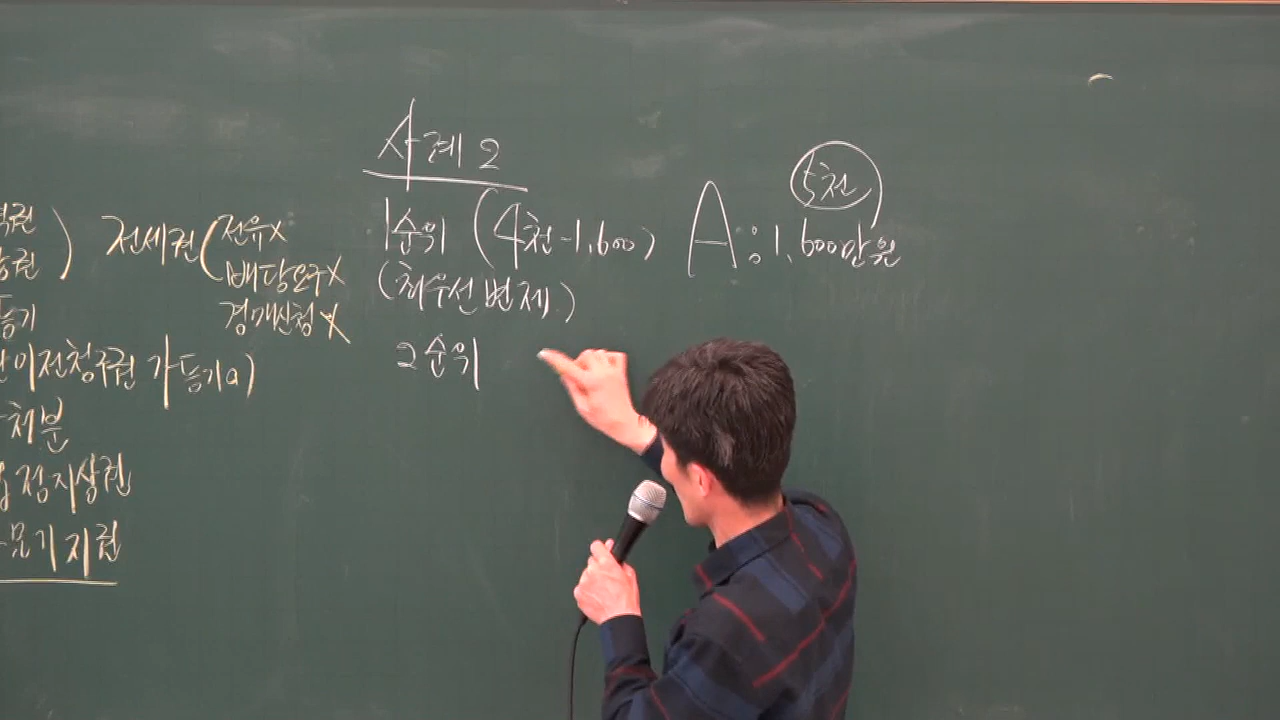 전세권(전유X
배당요구X
경매신청X
이전청구권 가등기a)
처분
정지상권
묘기지권
사례 2
1순위 (4천-1,600)
(최우선변제)
2순위
5천
A:1,600만원